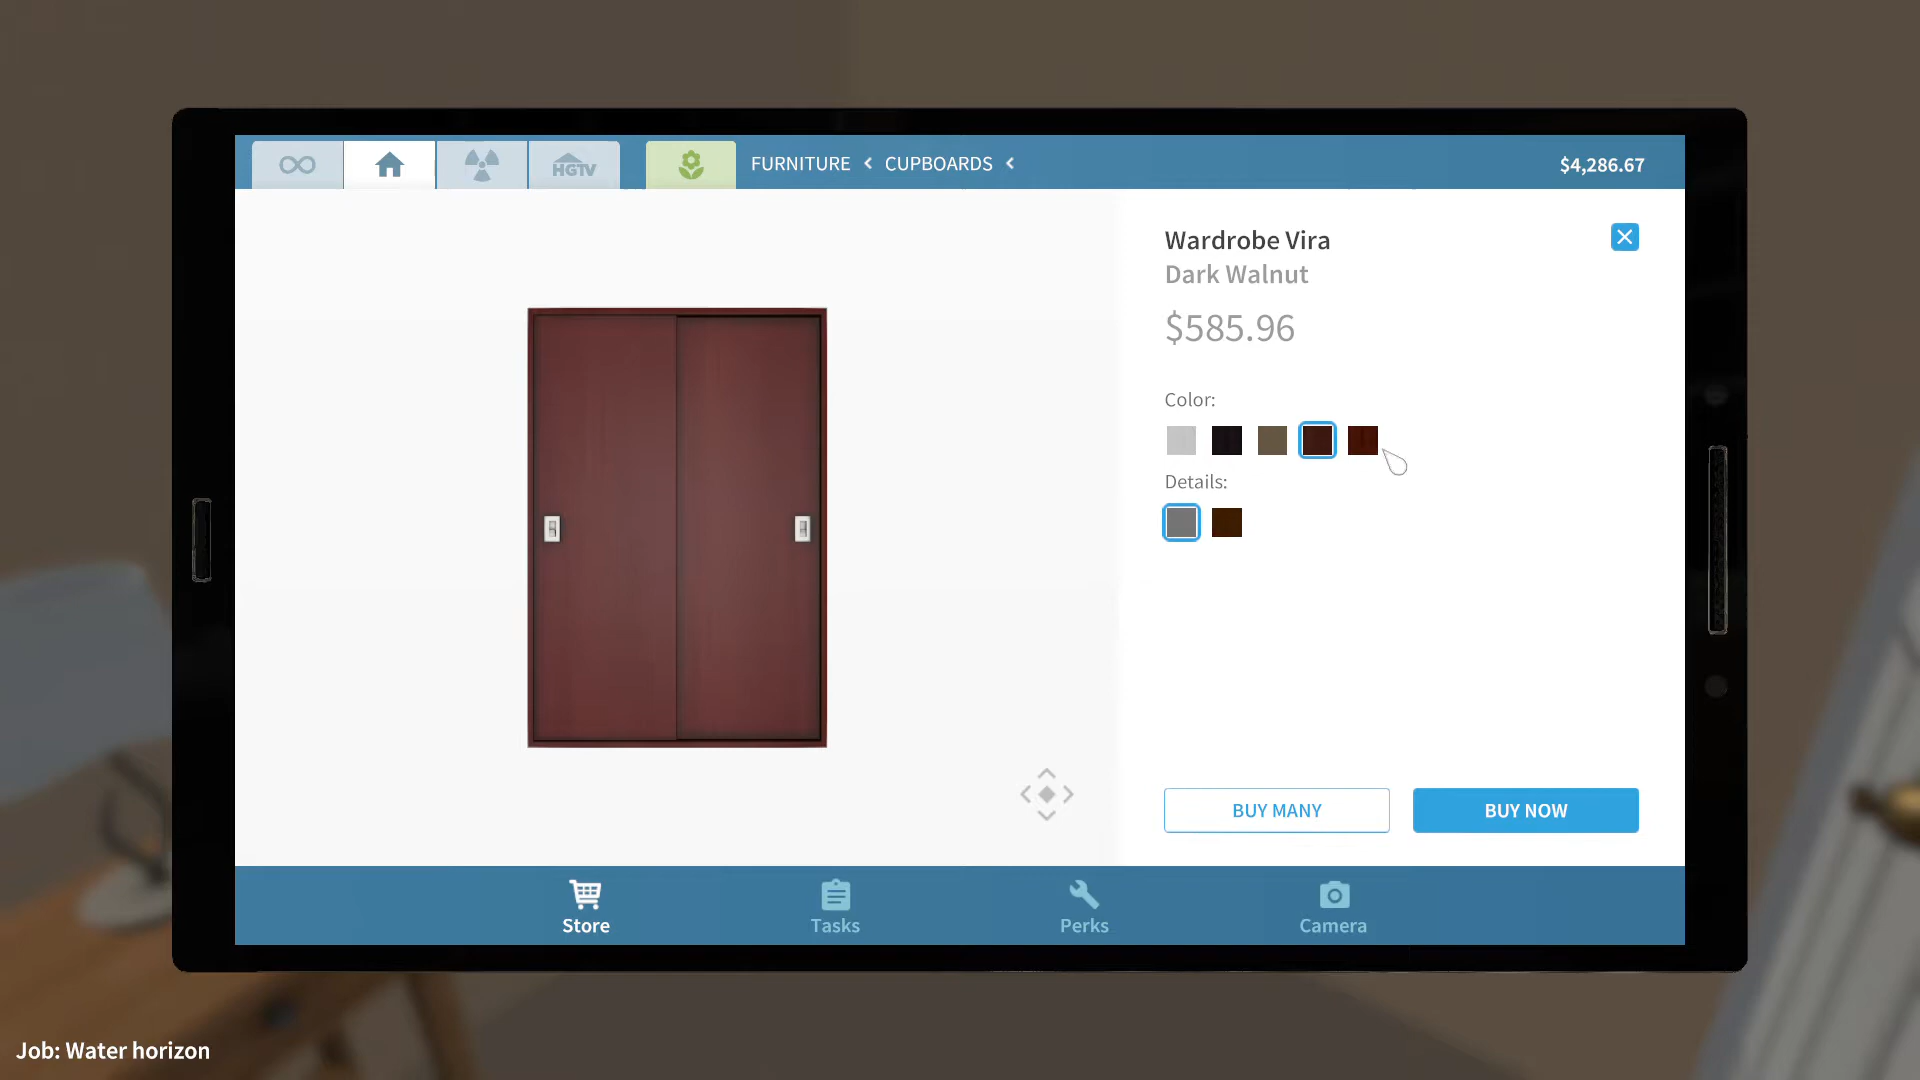 HGTV
FURNITURE < CUPBOARDS <
$4,286.67
Wardrobe Vira
Dark Walnut
$585.96
Color:
Details:
BUY MANY
BUY NOW
Store
Tasks
Perks
Camera
Job: Water horizon